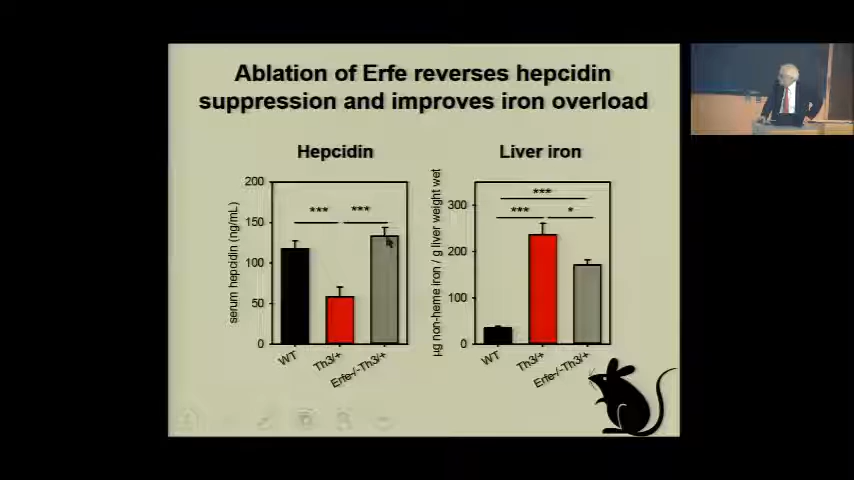 Ablation of Erfe reverses hepcidin
suppression and improves iron overload
Hepcidin
serum hepcidin (ng/mL)
200
150
100
50
0
*** ***
WT
Th3/+
Erfe-/-Th3/+
Liver iron
µg non-heme iron / g liver weight wet
300
200
100
0
***
*** *
WT
Th3/+
Erfe-/-Th3/+